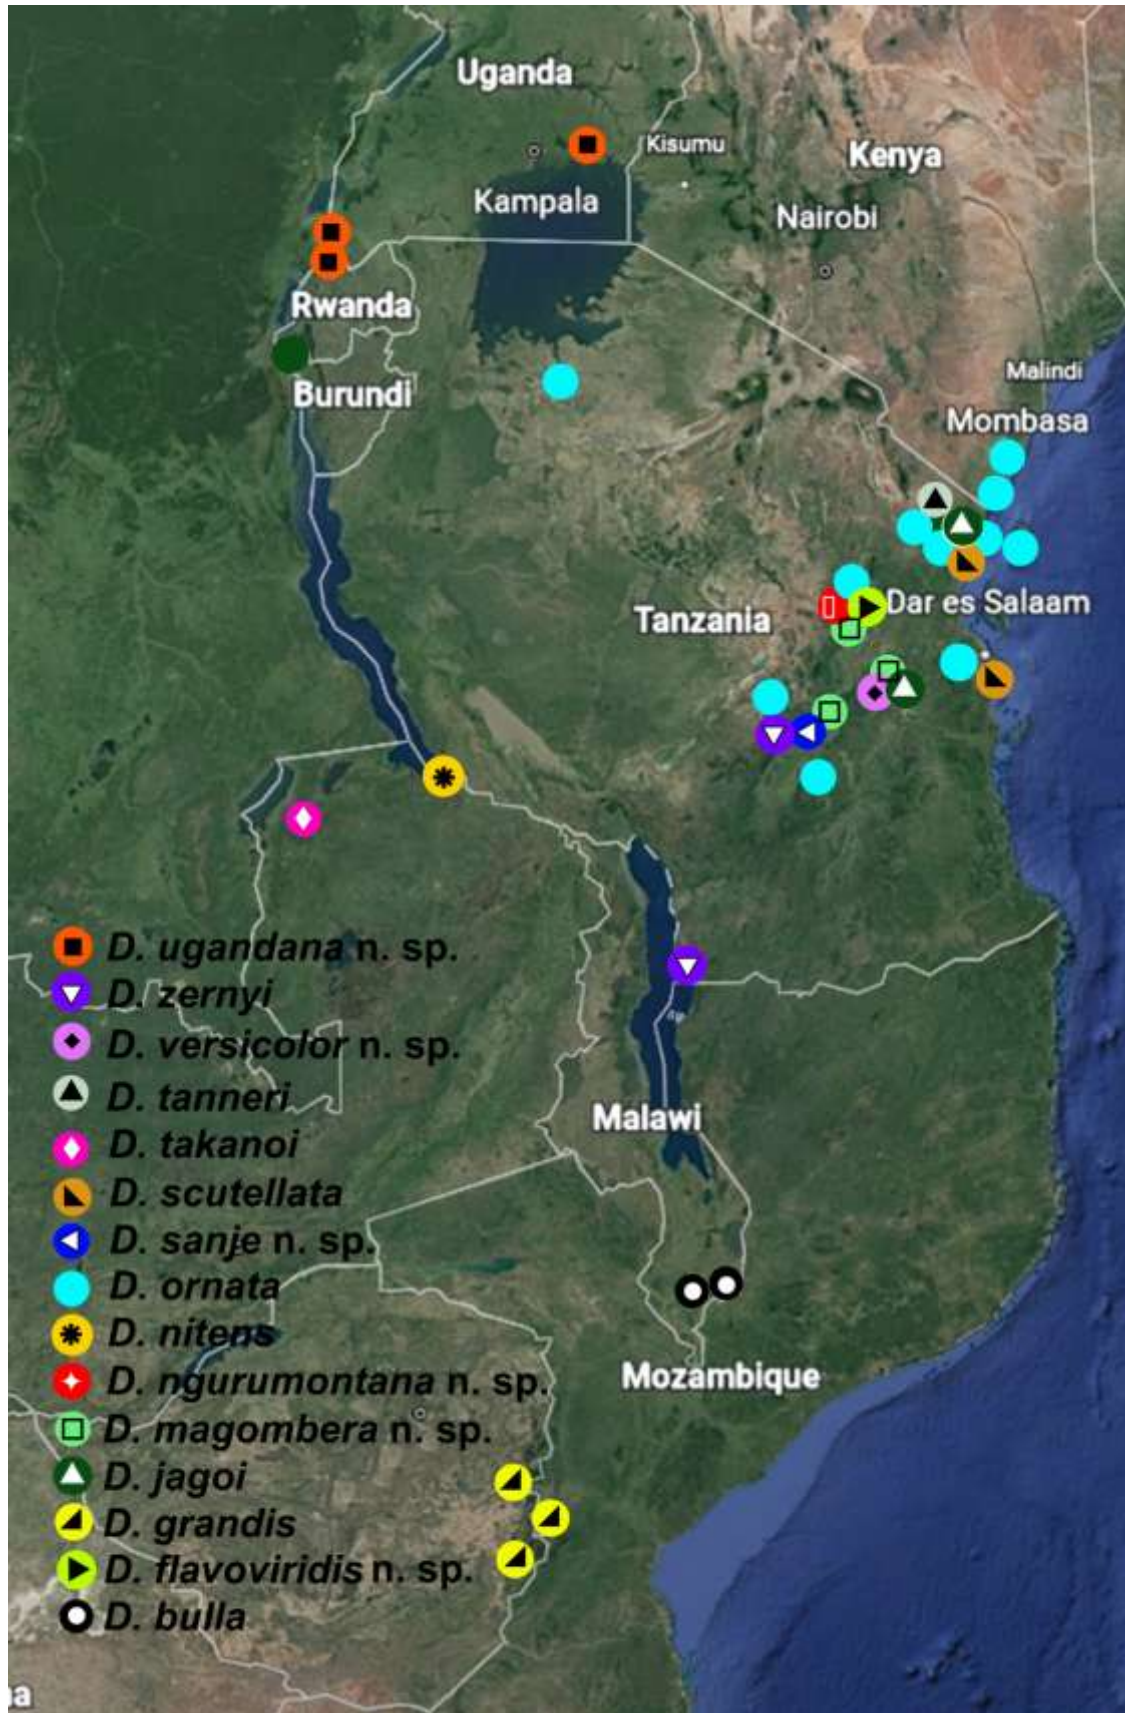 Uganda
Kisumu
Kenya
Kampala
Nairobi
Rwanda
Malindi
Burundi
Mombasa
Dar es Salaam
Tanzania
D. ugandana n. sp.
D. zernyi
D. versicolor n. sp.
D. tanneri
Malawi
D. takanoi
D. scutellata
D. sanje n. sp.
D. ornata
D. nitens
Mozambique
D. ngurumontana n. sp.
D. magombera n. sp.
D. jagoi
D. grandis
D. flavoviridis n. sp.
D. bulla